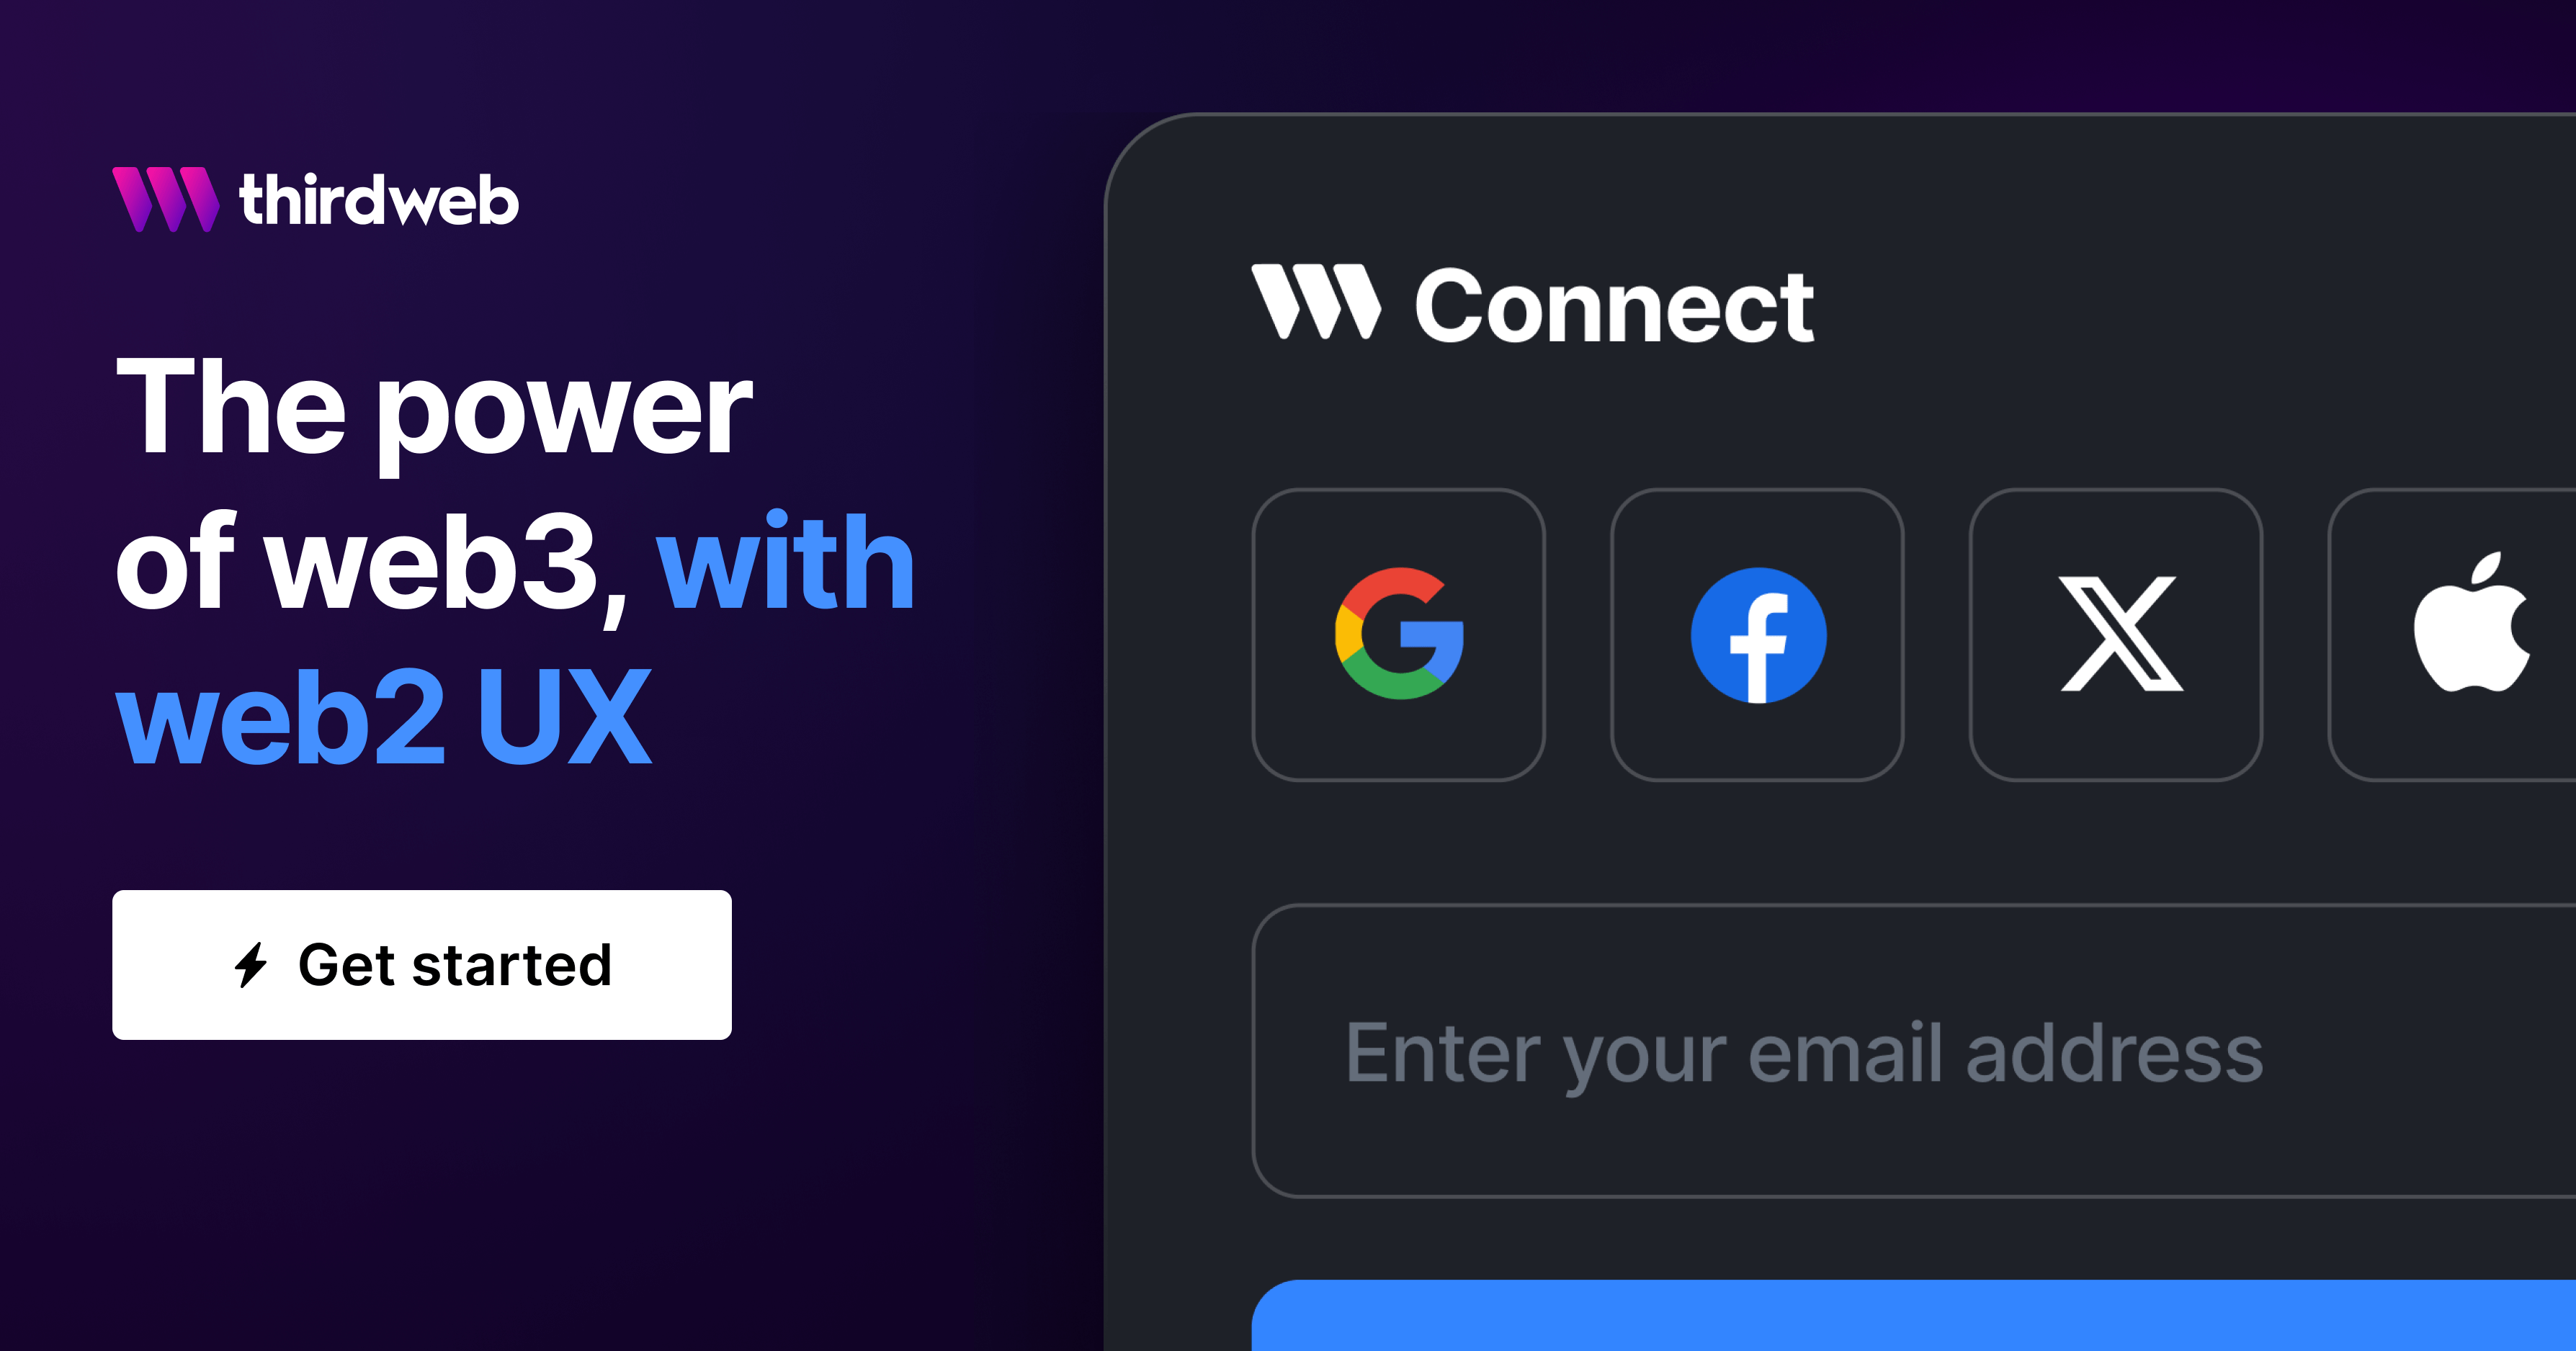 thirdweb
The power
of web3, with
web2 UX
Get started
Connect
Enter your email address